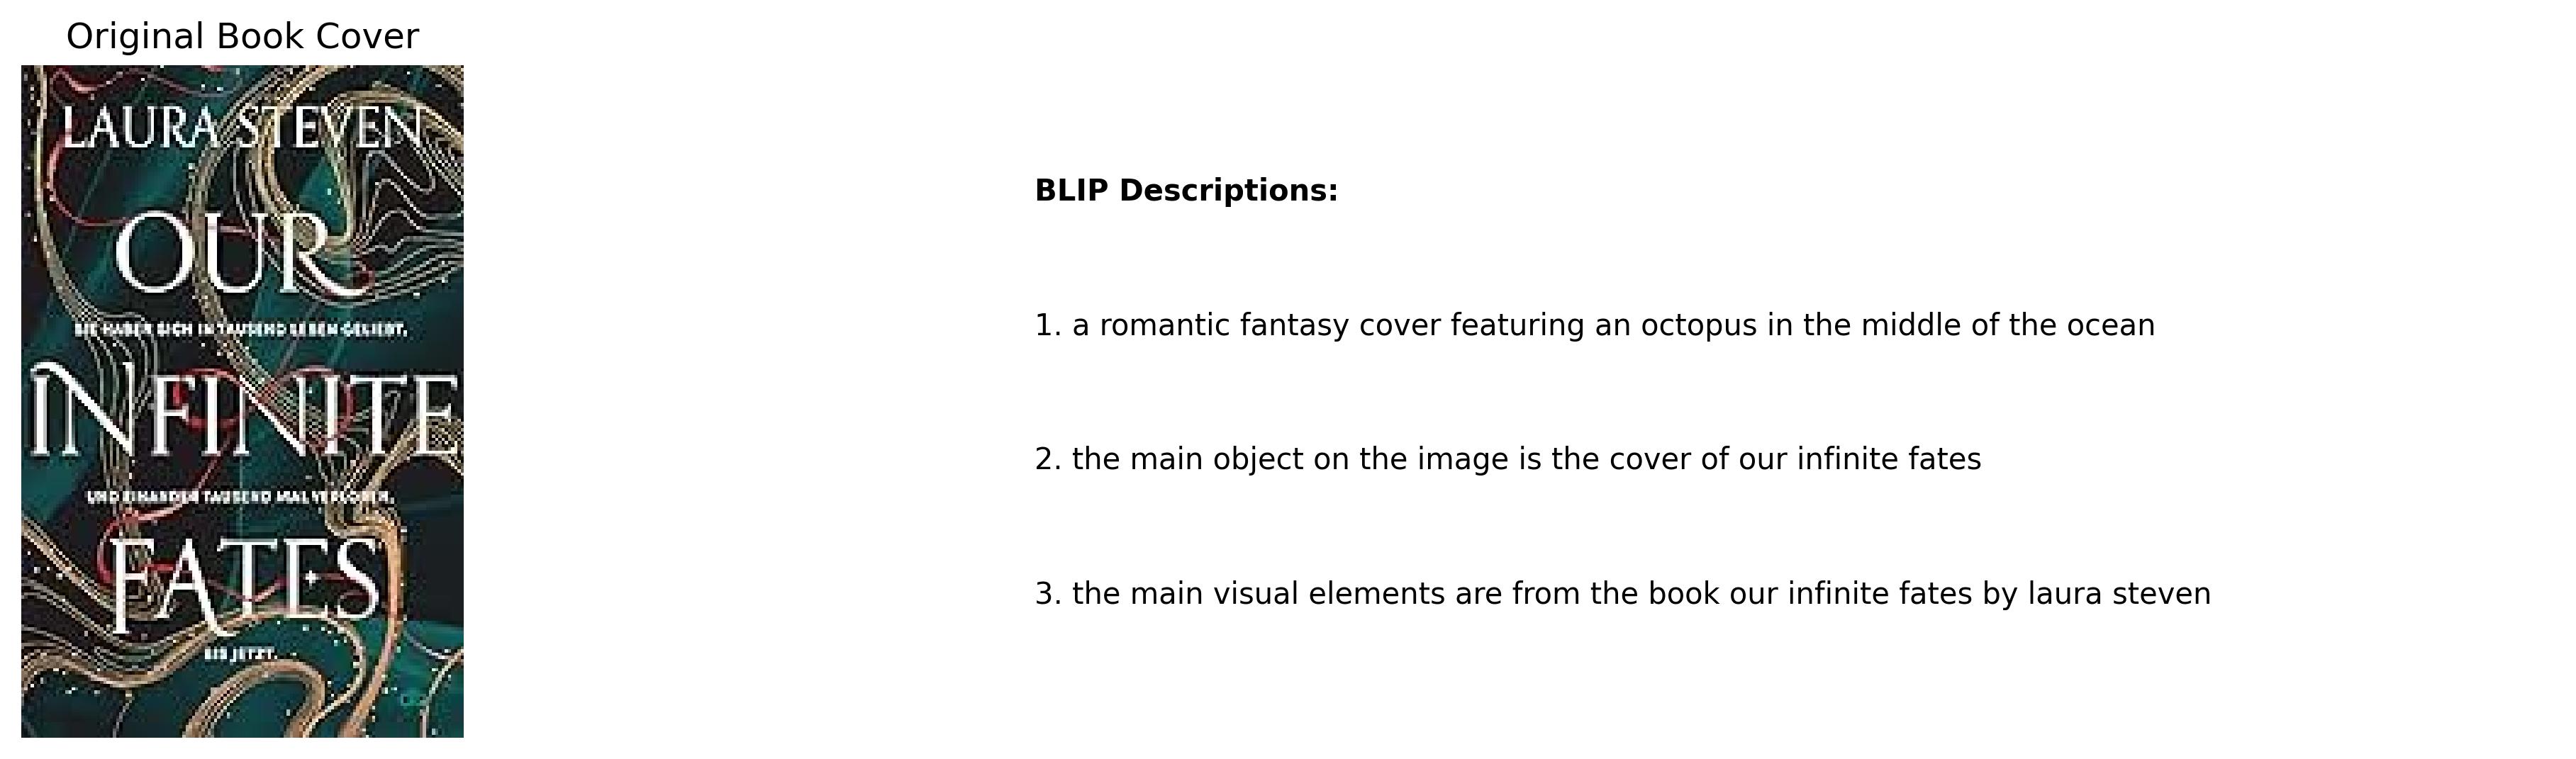 Original Book Cover
LAURA STEVEN
OUR
SIE HABEN SICH IN TAUSEND LEBEN GELIEBT.
INFINITE
UND EINANDER TAUSEND MAL VERLOREN.
FATES
BIS JETZT.
BLIP Descriptions:
1. a romantic fantasy cover featuring an octopus in the middle of the ocean
2. the main object on the image is the cover of our infinite fates
3. the main visual elements are from the book our infinite fates by laura steven